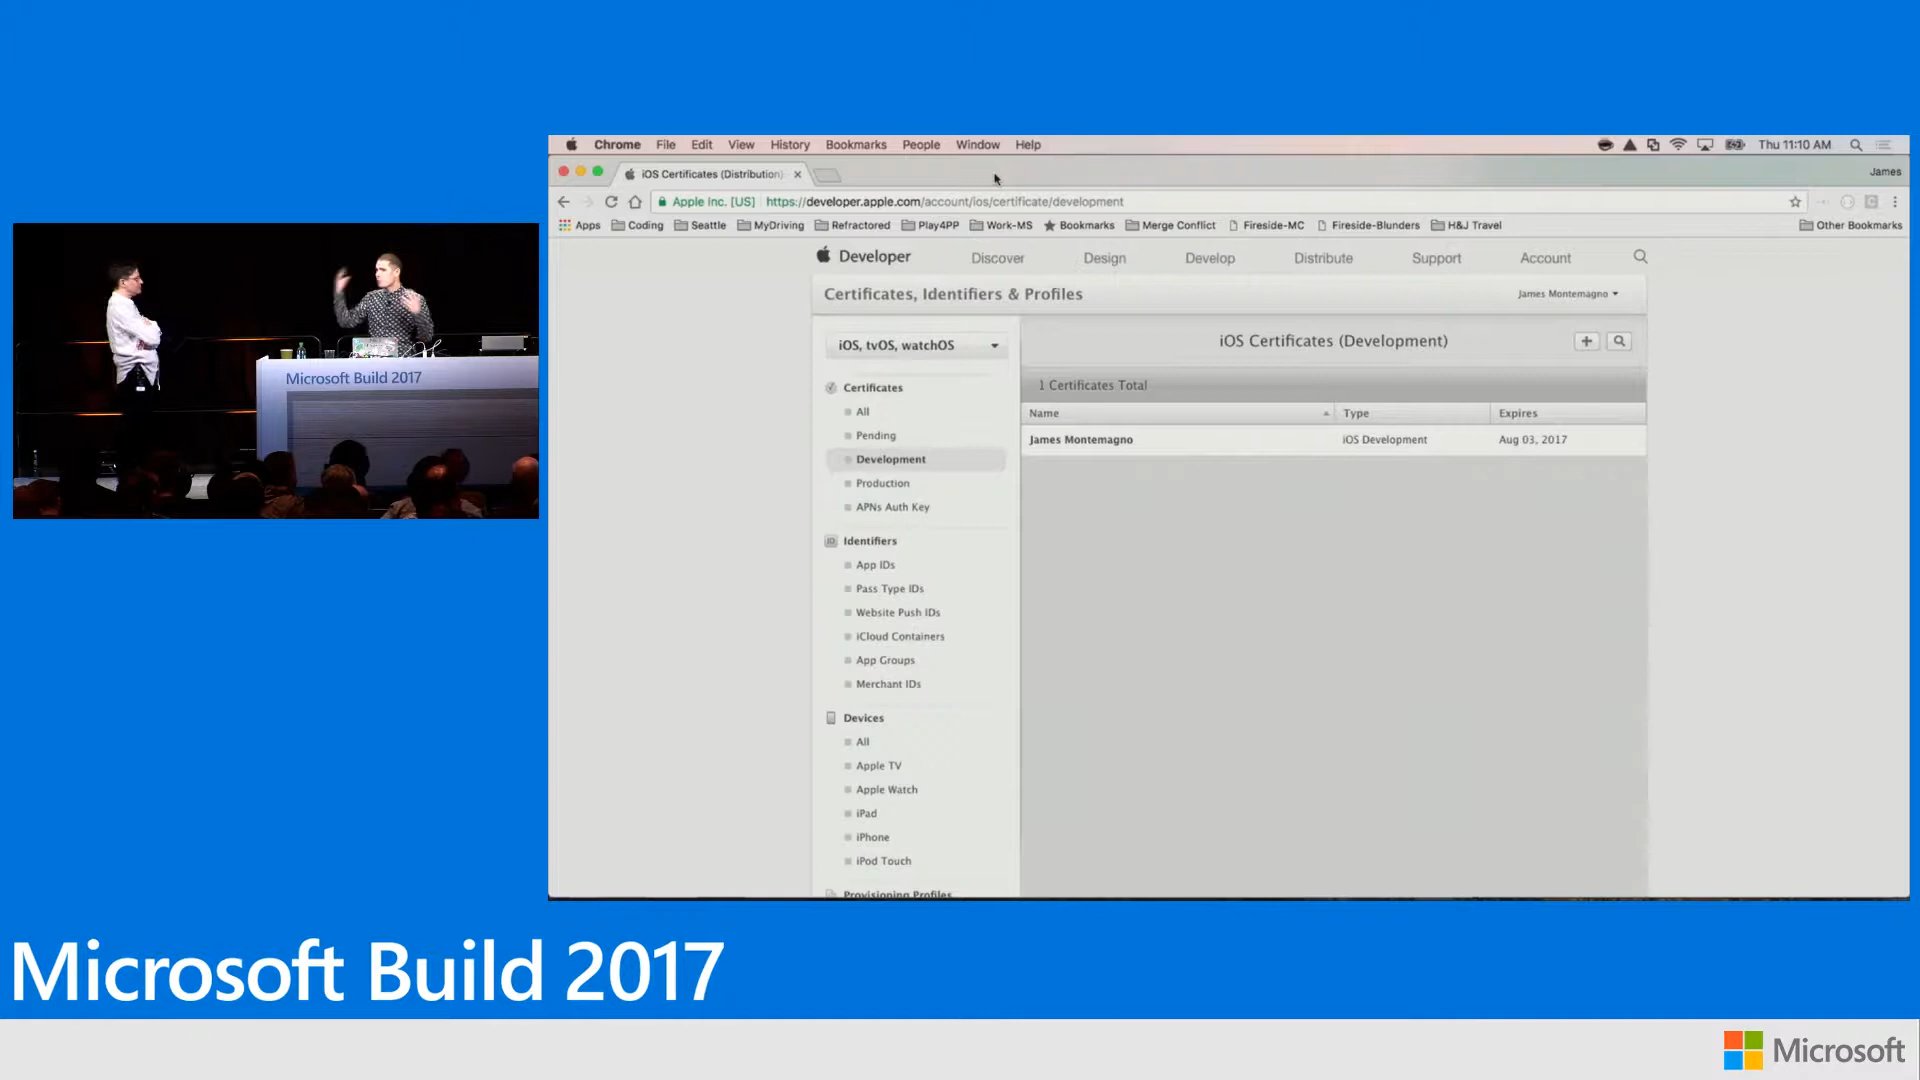 Chrome File Edit View History Bookmarks People Window Help Thu 11:10 AM
iOS Certificates (Distribution) James
Apple Inc. [US] https://developer.apple.com/account/ios/certificate/development
Apps Coding Seattle MyDriving Refractored Play4PP Work-MS Bookmarks Merge Conflict Fireside-MC Fireside-Blunders H&J Travel Other Bookmarks
Developer Discover Design Develop Distribute Support Account
Certificates, Identifiers & Profiles James Montemagno
iOS, tvOS, watchOS
iOS Certificates (Development)
1 Certificates Total
Name Type Expires
James Montemagno iOS Development Aug 03, 2017
Certificates
All
Pending
Development
Production
APNs Auth Key
Identifiers
App IDs
Pass Type IDs
Website Push IDs
iCloud Containers
App Groups
Merchant IDs
Devices
All
Apple TV
Apple Watch
iPad
iPhone
iPod Touch
Provisioning Profiles
Microsoft Build 2017
Microsoft Build 2017
Microsoft